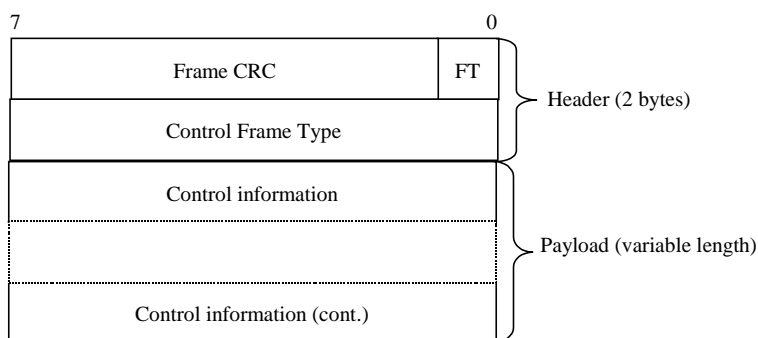 7 0
Frame CRC FT
Header (2 bytes)
Control Frame Type
Control information
Payload (variable length)
Control information (cont.)